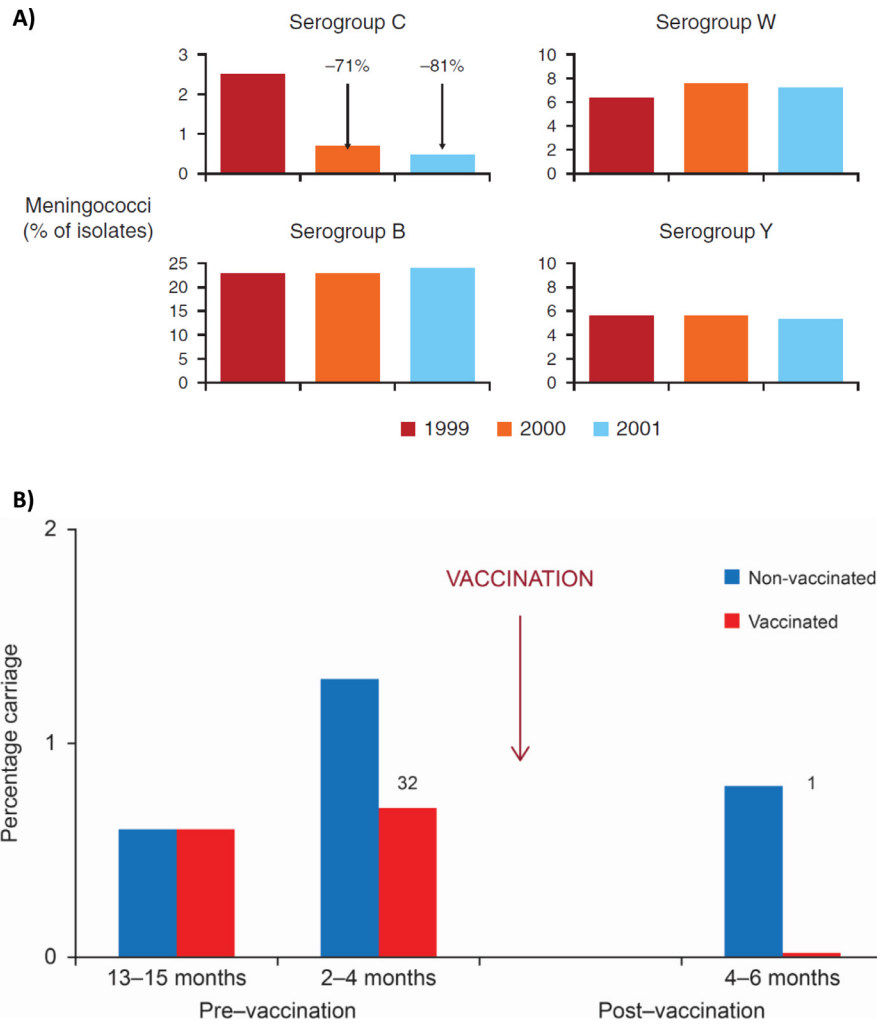 A)
Serogroup C
Serogroup W
3
2
1
0
–71%
–81%
10
8
6
4
2
0
Meningococci
(% of isolates)
Serogroup B
Serogroup Y
25
20
15
10
5
0
10
8
6
4
2
0
1999
2000
2001
B)
2
1
0
Percentage carriage
VACCINATION
Non-vaccinated
Vaccinated
32
1
13–15 months
2–4 months
4–6 months
Pre–vaccination
Post–vaccination